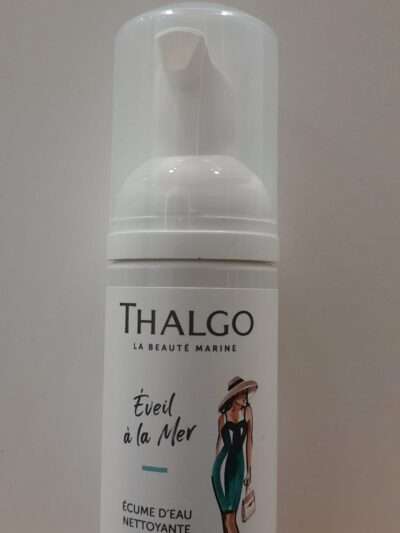 THALGO
LA BEAUTÉ MARINE
Éveil
à la Mer
ÉCUME D'EAU
NETTOYANTE